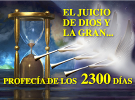 EL JUICIO
DE DIOS Y
LA GRAN...
PROFECÍA DE LOS 2300 DÍAS